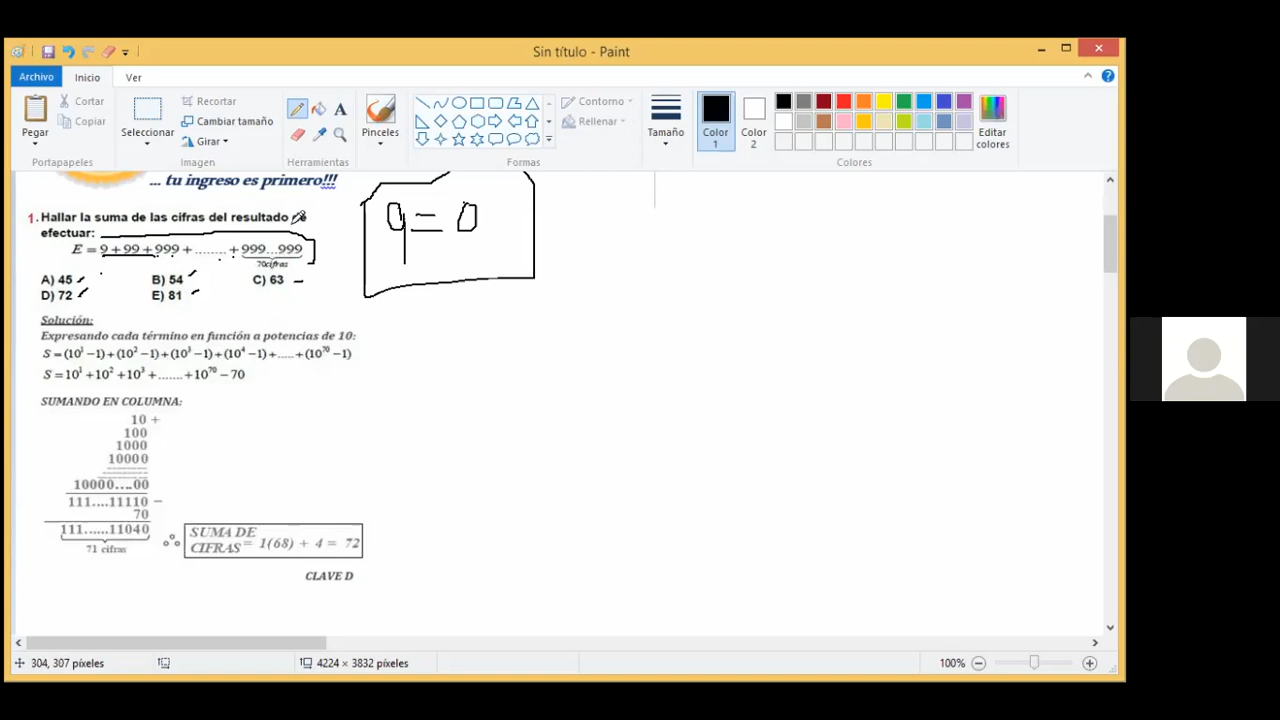 Sin título - Paint
Archivo Inicio Ver
Pegar
Cortar
Copiar
Portapapeles
Seleccionar
Recortar
Cambiar tamaño
Girar
Imagen
A
Herramientas
Pinceles
Contorno
Rellenar
Formas
Tamaño
Color 1
Color 2
Editar colores
Colores
... tu ingreso es primero!!!
1. Hallar la suma de las cifras del resultado de
efectuar:
E = 9 + 99 + 999 + ........ + 999...999
70cifras
A) 45 B) 54 C) 63
D) 72 E) 81
9 = 0
Solución:
Expresando cada término en función a potencias de 10:
S = (10¹ −1) + (10² −1) + (10³ −1) + (10⁴ −1) + ..... + (10⁷⁰ −1)
S = 10¹ + 10² + 10³ + ....... + 10⁷⁰ − 70
SUMANDO EN COLUMNA:
10 +
100
1000
10000
10000....00
111....11110 −
70
111......11040
71 cifras
∴ SUMA DE
CIFRAS = 1(68) + 4 = 72
CLAVE D
304, 307 píxeles
4224 × 3832 píxeles
100%